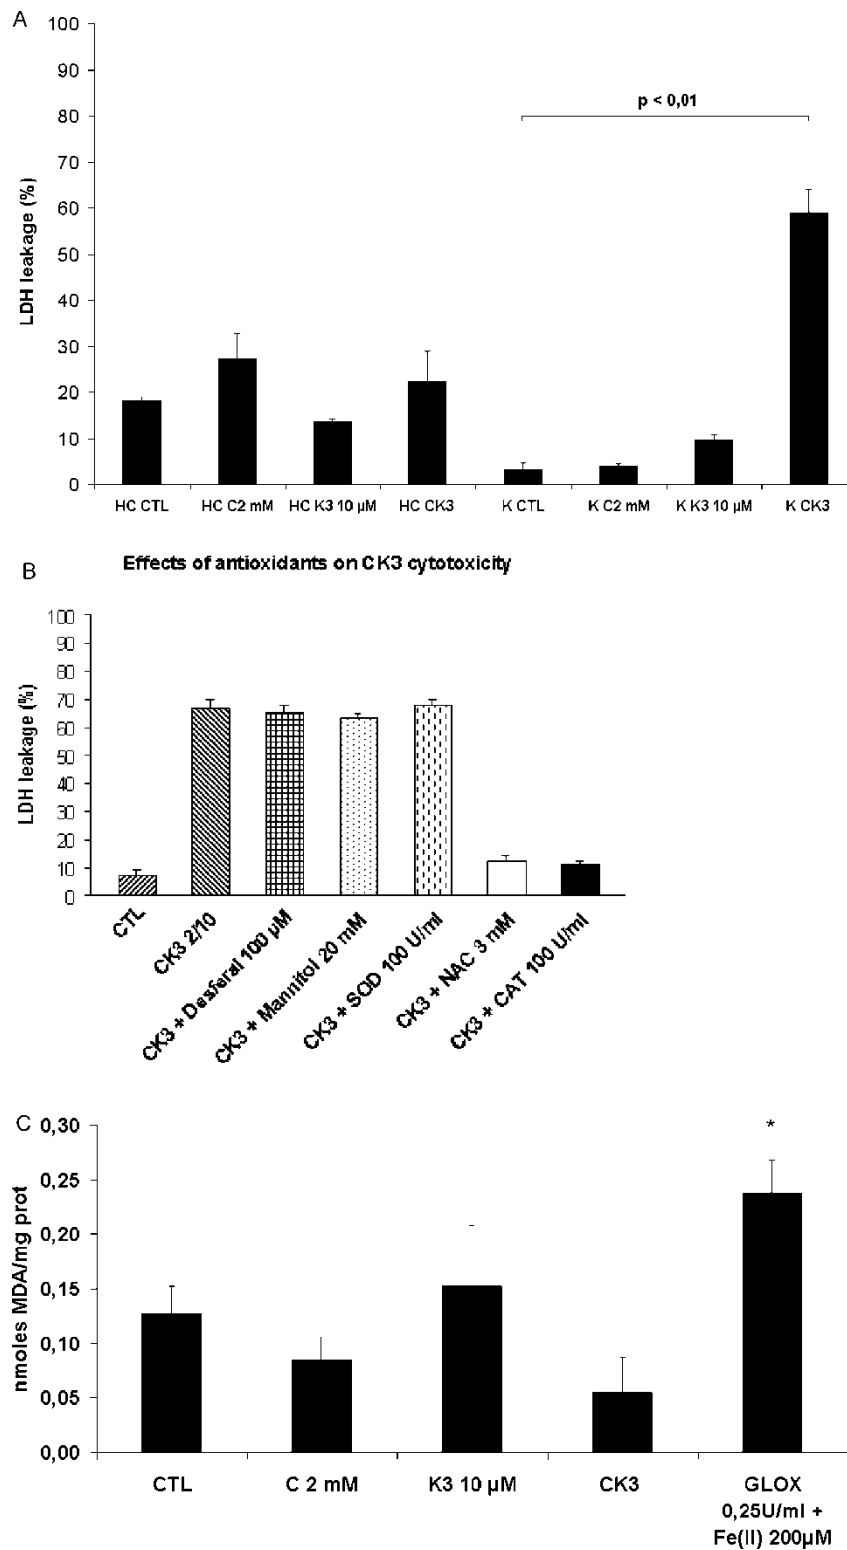 A
100
90
80
70
60
50
40
30
20
10
0
LDH leakage (%)
p < 0,01
HC CTL
HC C2 mM
HC K3 10 µM
HC CK3
K CTL
K C2 mM
K K3 10 µM
K CK3
B
Effects of antioxidants on CK3 cytotoxicity
100
90
80
70
60
50
40
30
20
10
0
LDH leakage (%)
CTL
CK3 2/10
CK3 + Desferal 100 µM
CK3 + Mannitol 20 mM
CK3 + SOD 100 U/ml
CK3 + NAC 3 mM
CK3 + CAT 100 U/ml
C
0,30
0,25
0,20
0,15
0,10
0,05
0,00
nmoles MDA/mg prot
*
CTL
C 2 mM
K3 10 µM
CK3
GLOX
0,25U/ml +
Fe(II) 200µM